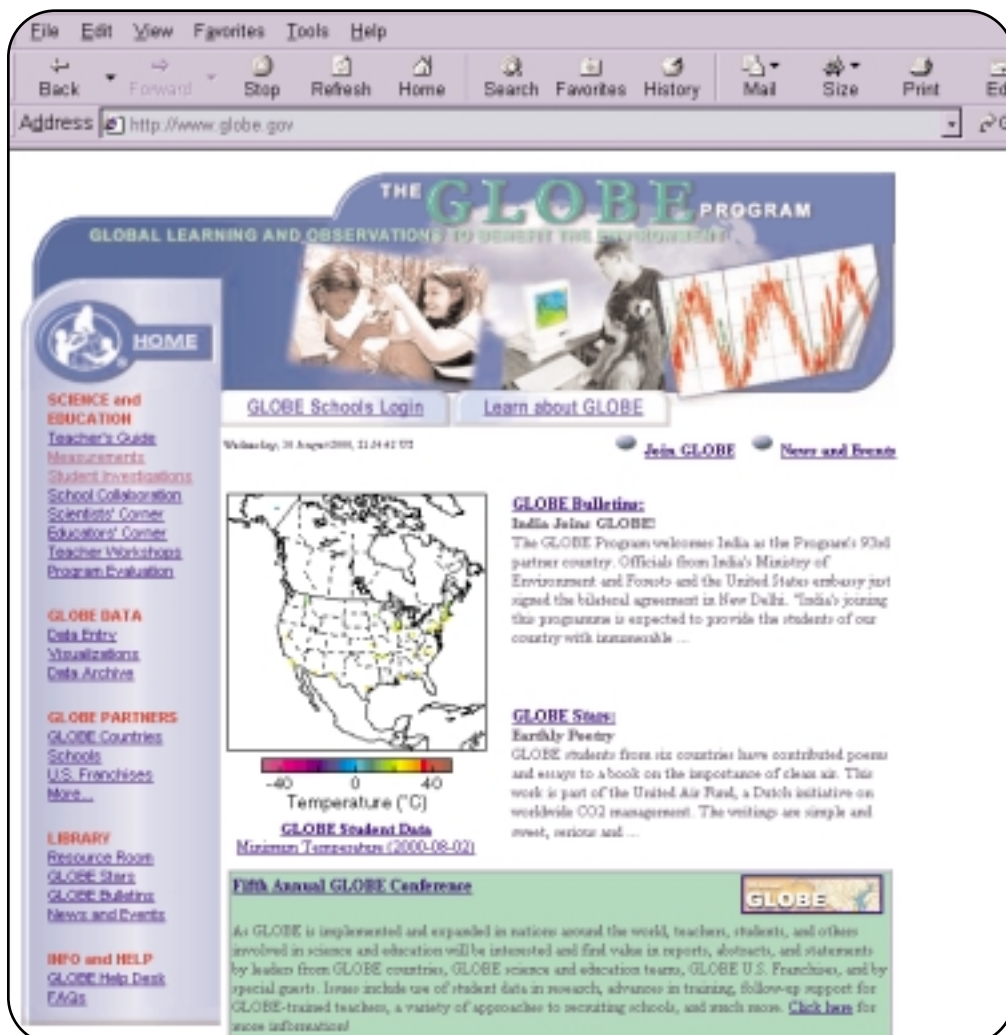 File Edit View Favorites Tools Help
Back Forward Stop Refresh Home Search Favorites History Mail Size Print Ed
Address http://www.globe.gov
THE GLOBE PROGRAM
GLOBAL LEARNING AND OBSERVATIONS TO BENEFIT THE ENVIRONMENT
HOME
GLOBE Schools Login Learn about GLOBE
SCIENCE and
EDUCATION
Teacher's Guide
Measurements
Student Investigations
School Collaboration
Scientists' Corner
Educators' Corner
Teacher Workshops
Program Evaluation
GLOBE DATA
Data Entry
Visualizations
Data Archive
GLOBE PARTNERS
GLOBE Countries
Schools
U.S. Franchises
More...
LIBRARY
Resource Room
GLOBE Stars
GLOBE Bulletins
News and Events
INFO and HELP
GLOBE Help Desk
FAQs
Wednesday, August 2000,
Join GLOBE News and Events
-40 0 40
Temperature (°C)
GLOBE Student Data
Minimum Temperature (2000-08-02)
GLOBE Bulletins:
India Joins GLOBE!
The GLOBE Program welcomes India as the Program's 93rd
partner country. Officials from India's Ministry of
Environment and Forests and the United States embassy just
signed the bilateral agreement in New Delhi. "India's joining
this programme is expected to provide the students of our
country with innumerable ...
GLOBE Stars:
Earthly Poetry
GLOBE students from six countries have contributed poems
and essays to a book on the importance of clean air. This
work is part of the United Air Fund, a Dutch initiative on
worldwide CO2 management. The writings are simple and
sweet, serious and ...
Fifth Annual GLOBE Conference
GLOBE
As GLOBE is implemented and expanded in nations around the world, teachers, students, and others
involved in science and education will be interested and find value in reports, abstracts, and statements
by leaders from GLOBE countries, GLOBE science and education teams, GLOBE U.S. Franchises, and by
special guests. Issues include use of student data in research, advances in training, follow-up support for
GLOBE-trained teachers, a variety of approaches to recruiting schools, and much more. Click here for
more information!